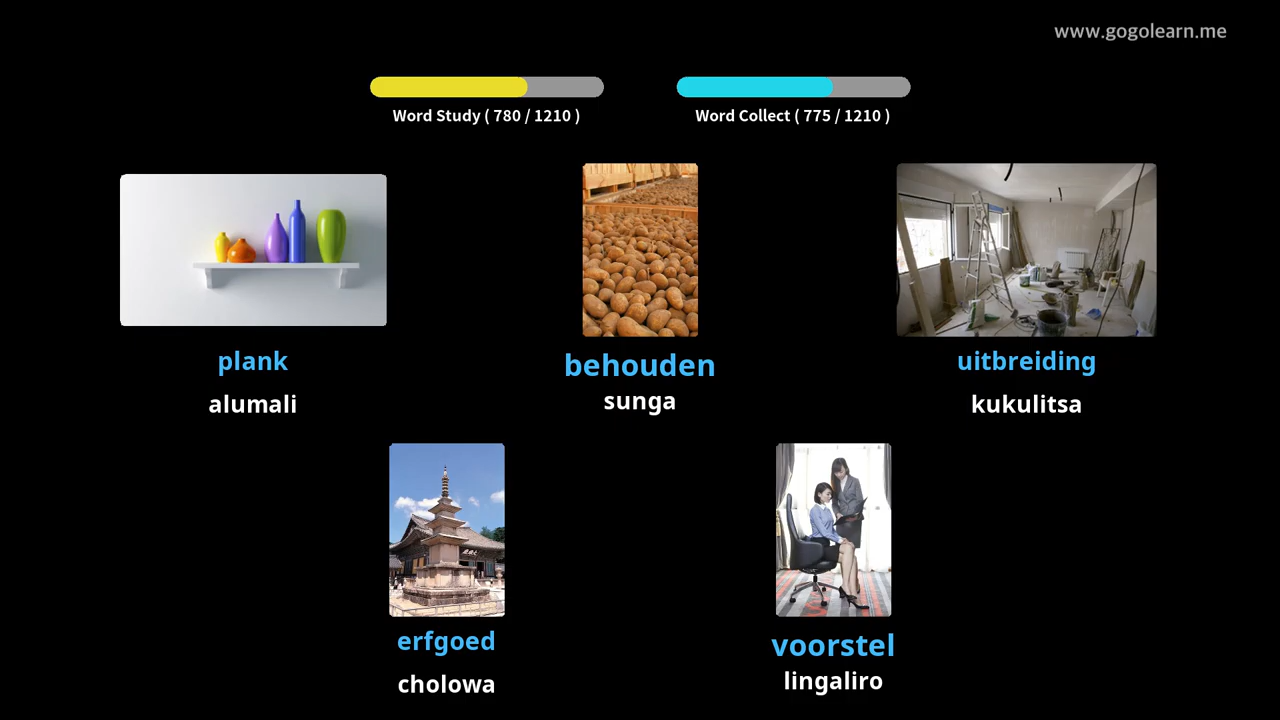 www.gogolearn.me
Word Study ( 780 / 1210 )
Word Collect ( 775 / 1210 )
plank
alumali
behouden
sunga
uitbreiding
kukulitsa
erfgoed
cholowa
voorstel
lingaliro